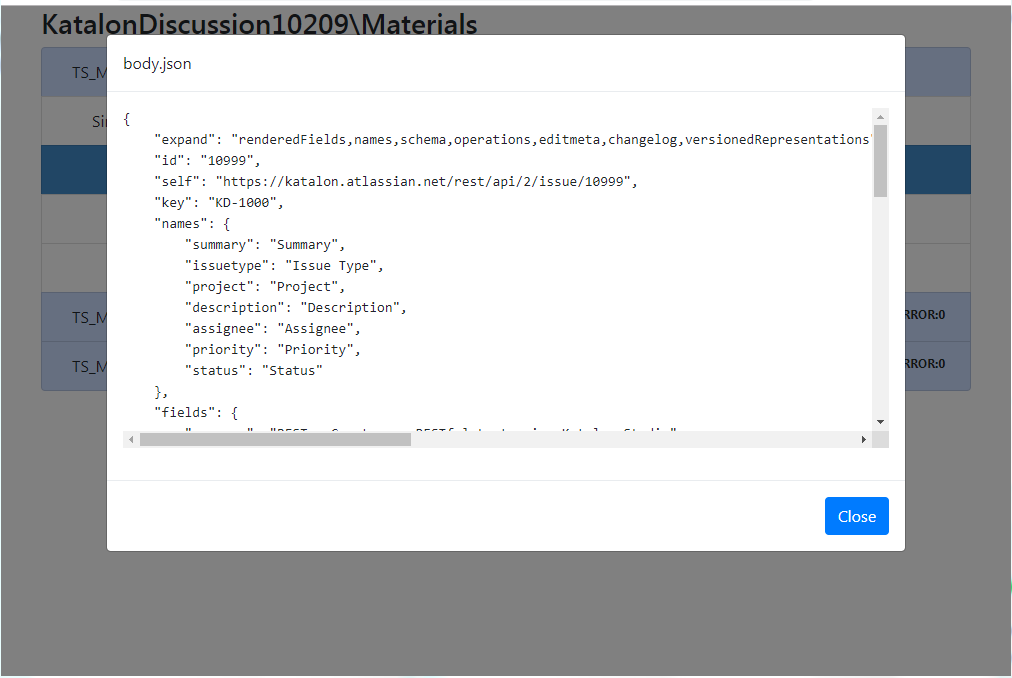 KatalonDiscussion10209\Materials
TS_M
body.json
Sin
{
    "expand": "renderedFields,names,schema,operations,editmeta,changelog,versionedRepresentations"
    "id": "10999",
    "self": "https://katalon.atlassian.net/rest/api/2/issue/10999",
    "key": "KD-1000",
    "names": {
        "summary": "Summary",
        "issuetype": "Issue Type",
        "project": "Project",
        "description": "Description",
        "assignee": "Assignee",
        "priority": "Priority",
        "status": "Status"
    },
    "fields": {
TS_M
RROR:0
TS_M
RROR:0
Close